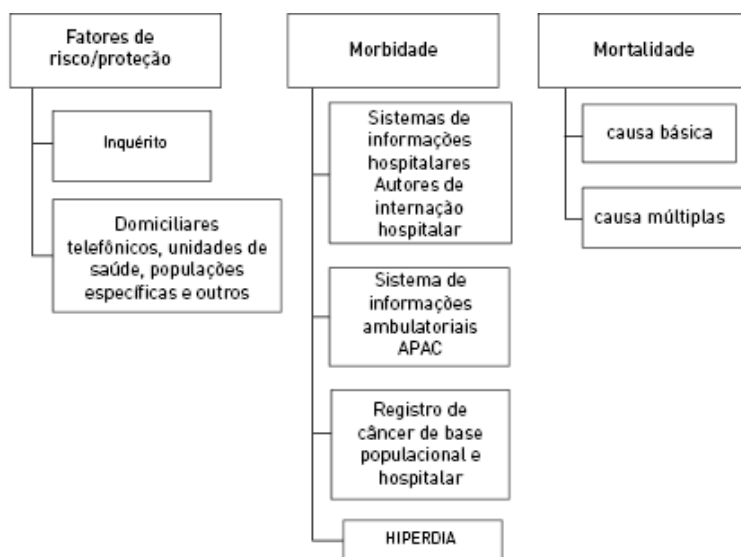 Fatores de
risco/proteção
Inquérito
Domiciliares
telefônicos, unidades de
saúde, populações
específicas e outros
Morbidade
Sistemas de
informações
hospitalares
Autores de
internação
hospitalar
Sistema de
informações
ambulatoriais
APAC
Registro de
câncer de base
populacional e
hospitalar
HIPERDIA
Mortalidade
causa básica
causa múltiplas